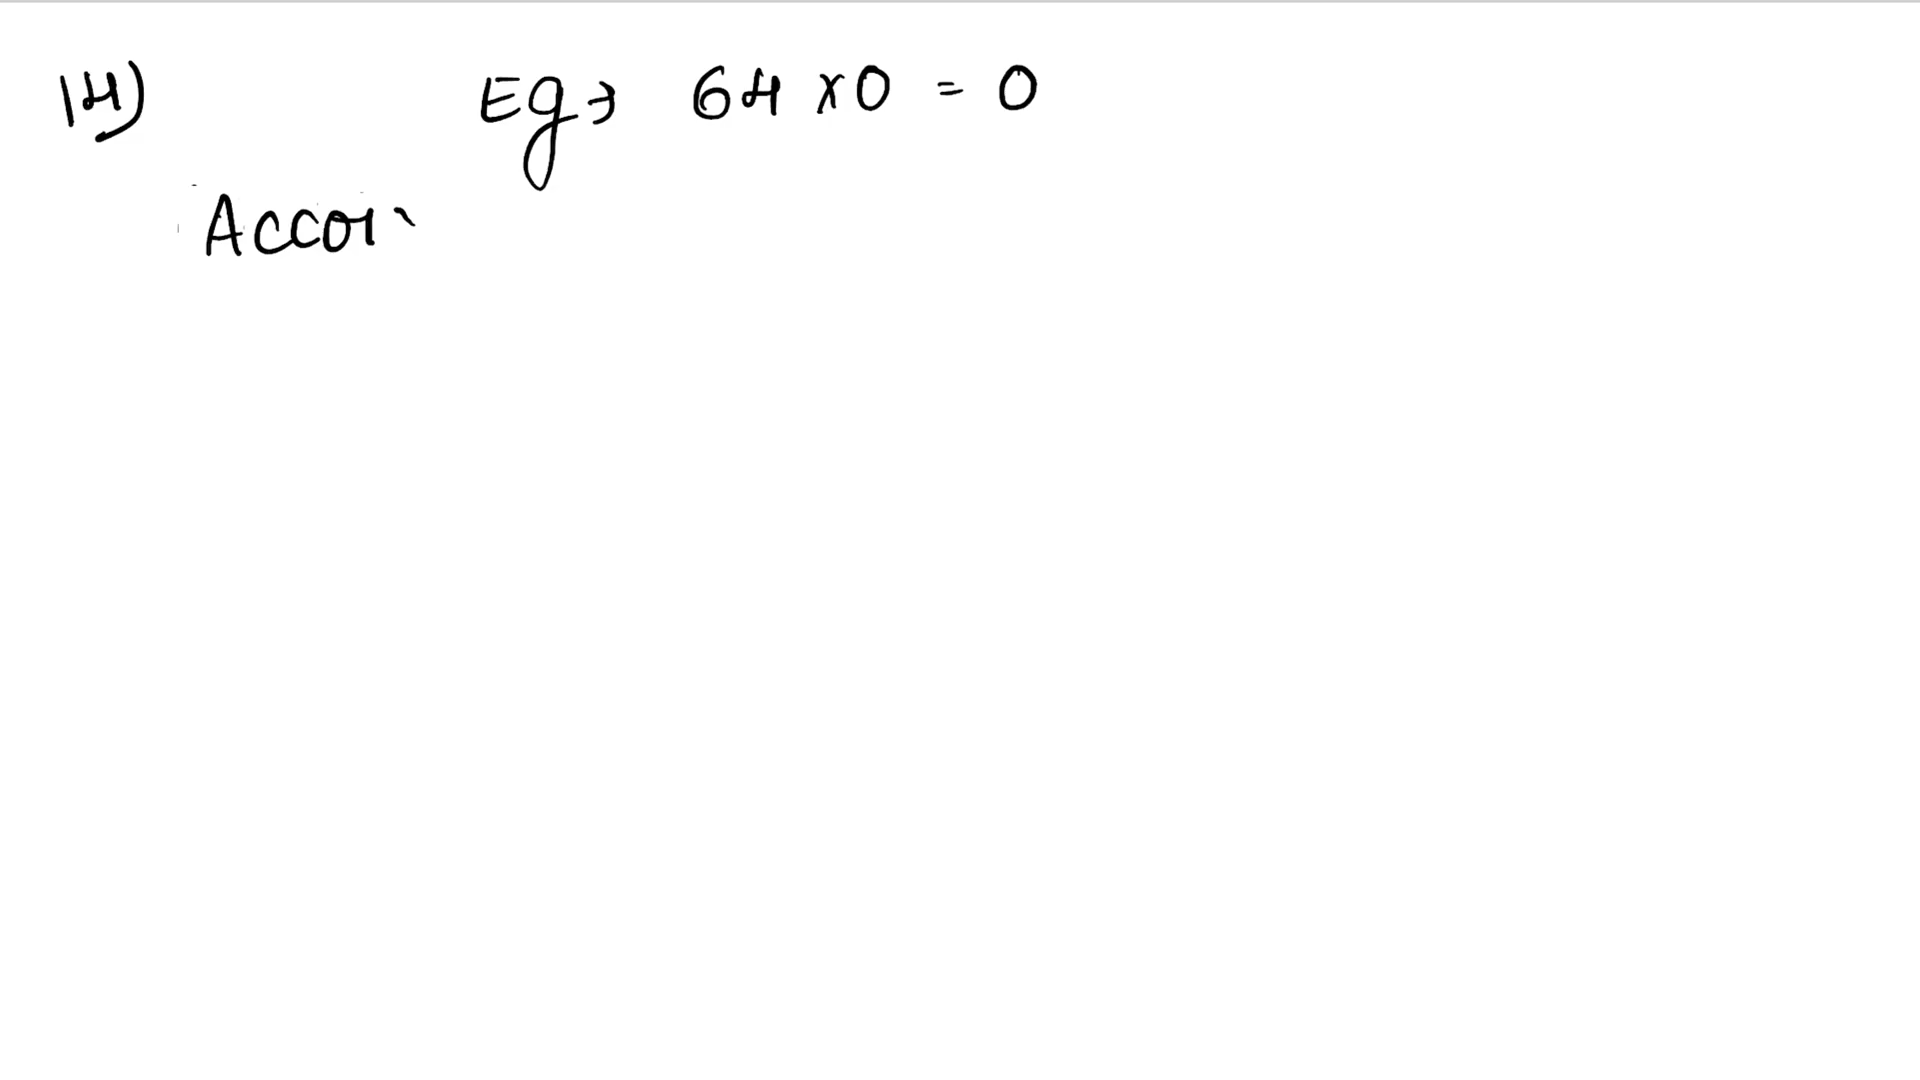 14) Eg → 64 x 0 = 0
Accor